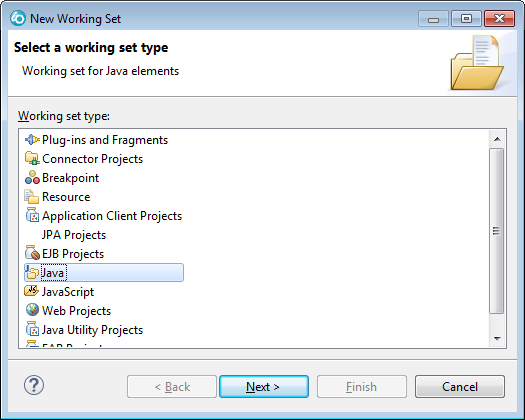 New Working Set
Select a working set type
Working set for Java elements
Working set type:
Plug-ins and Fragments
Connector Projects
Breakpoint
Resource
Application Client Projects
JPA Projects
EJB Projects
Java
JavaScript
Web Projects
Java Utility Projects
EAR Projects
< Back
Next >
Finish
Cancel